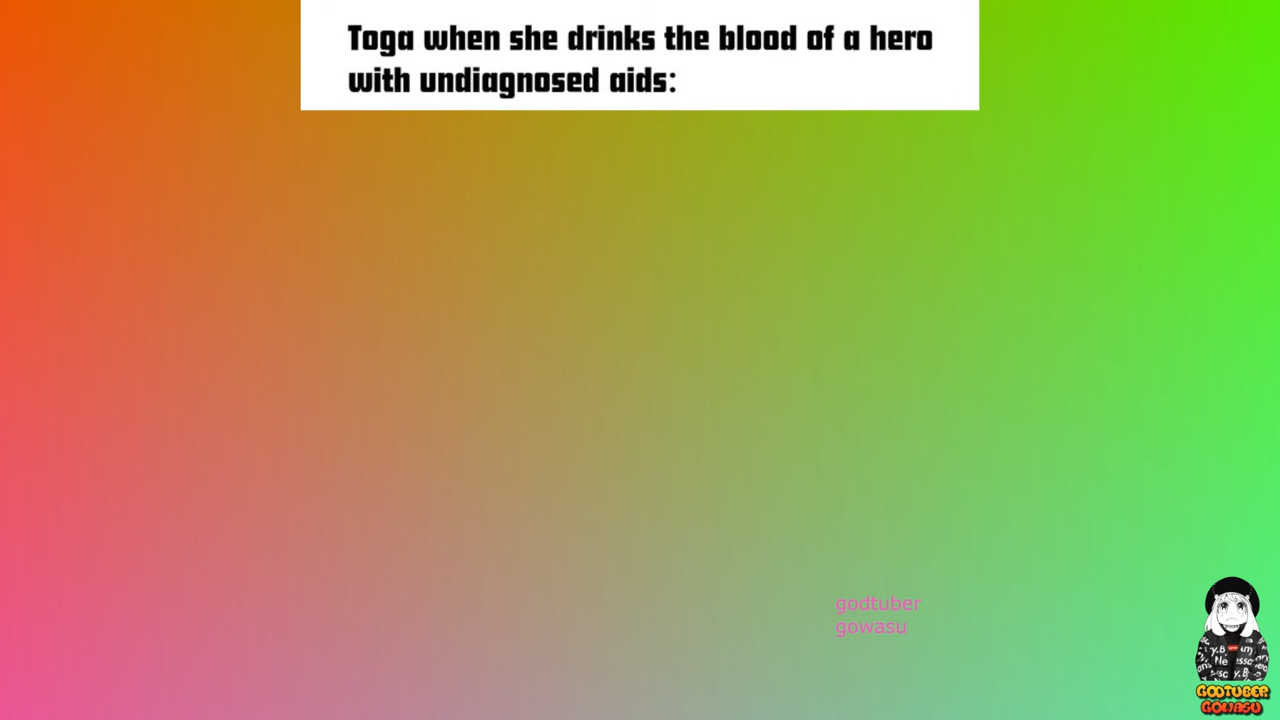 Toga when she drinks the blood of a hero
with undiagnosed aids:
godtuber
gowasu
GODTUBER
GOWASU